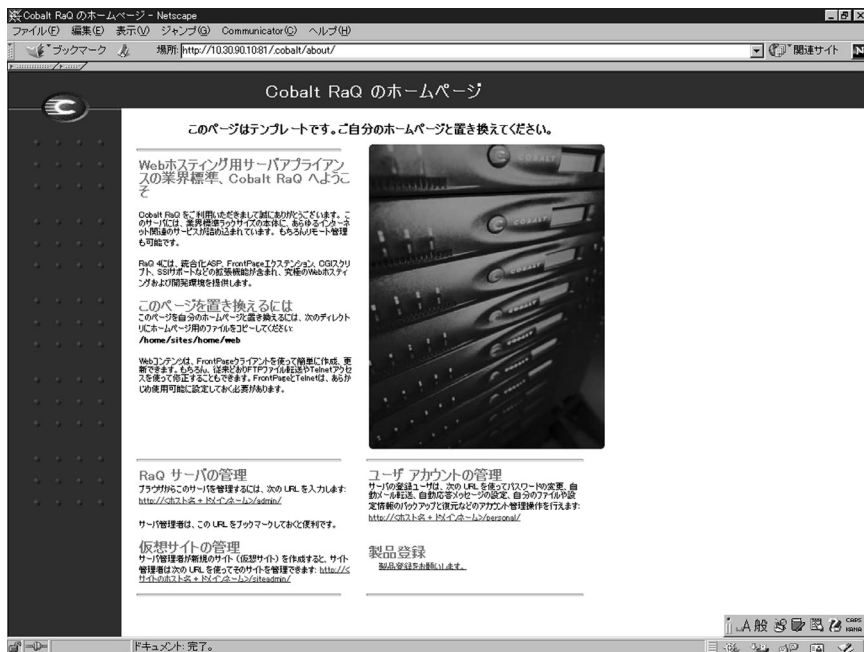 Cobalt RaQ のホームページ - Netscape
ファイル(F) 編集(E) 表示(V) ジャンプ(G) Communicator(C) ヘルプ(H)
ブックマーク 場所: http://10.30.90.10:81/.cobalt/about/ 関連サイト N
Cobalt RaQ のホームページ
C
このページはテンプレートです。ご自分のホームページと置き換えてください。
Webホスティング用サーバアプライアン
スの業界標準、Cobalt RaQ へようこ
そ
Cobalt RaQ をご利用いただきまして誠にありがとうございます。こ
のサーバには、業界標準ラックサイズの本体に、あらゆるインターネ
ット関連のサービスが詰め込まれています。もちろんリモート管理
も可能です。
RaQ 4には、統合化ASP、FrontPageエクステンション、CGIスクリ
プト、SSIサポートなどの拡張機能が含まれ、究極のWebホスティ
ングおよび開発環境を提供します。
このページを置き換えるには
このページを自分のホームページと置き換えるには、次のディレクト
リにホームページ用のファイルをコピーしてください:
/home/sites/home/web
Webコンテンツは、FrontPageクライアントを使って簡単に作成、更
新できます。もちろん、従来どおりFTPファイル転送やTelnetアクセ
スを使って修正することもできます。FrontPageとTelnetは、あらか
じめ使用可能に設定しておく必要があります。
COBALT
COBALT
COBALT
RaQ サーバの管理
ブラウザからこのサーバを管理するには、次の URL を入力します:
http://<ホスト名 + ドメインネーム>/admin/
サーバ管理者は、この URL をブックマークしておくと便利です。
仮想サイトの管理
サーバ管理者が新規のサイト (仮想サイト) を作成すると、サイト
管理者は次の URL を使ってそのサイトを管理できます: http://<
サイトのホスト名 + ドメインネーム>/siteadmin/
ユーザ アカウントの管理
サーバの登録ユーザは、次の URL を使ってパスワードの変更、自
動メール転送、自動応答メッセージの設定、自分のファイルや設
定情報のバックアップと復元などのアカウント管理操作を行えます:
http://<ホスト名 + ドメインネーム>/personal/
製品登録
製品登録をお願いします。
A 般 CAPS
KANA
ドキュメント: 完了。